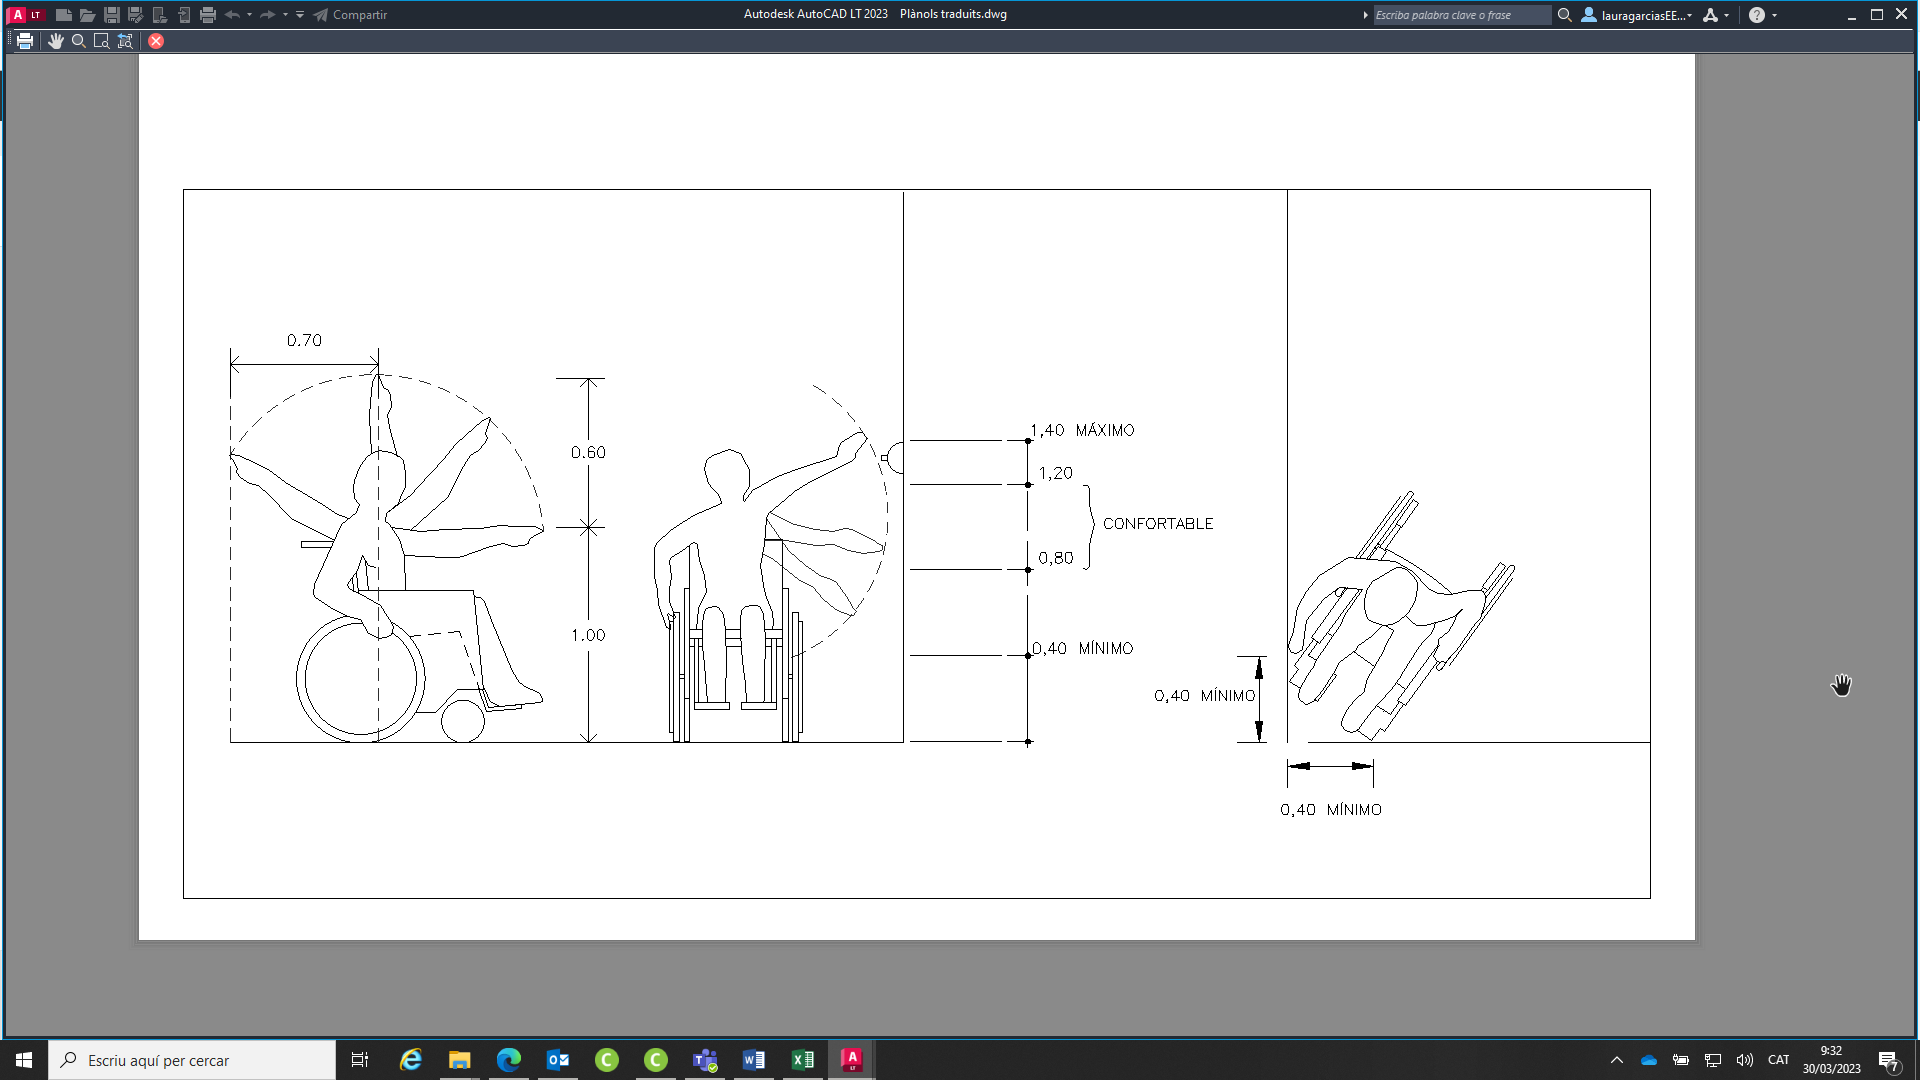 A LT Compartir Autodesk AutoCAD LT 2023 Plànols traduits.dwg Escriba palabra clave o frase lauragarciasEE... ?
0.70
0.60
1.00
1,40 MÁXIMO
1,20
CONFORTABLE
0,80
0,40 MÍNIMO
0,40 MÍNIMO
0,40 MÍNIMO
Escriu aquí per cercar
CAT
9:32
30/03/2023
7